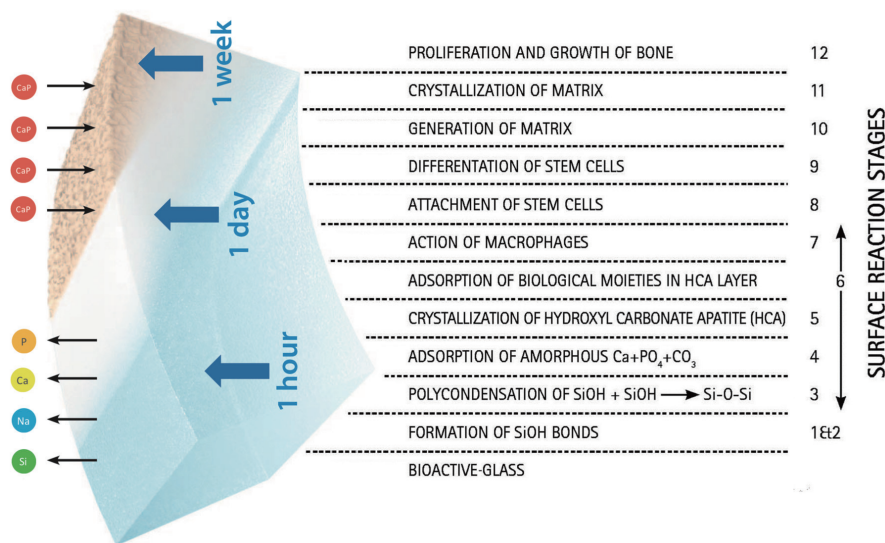 PROLIFERATION AND GROWTH OF BONE 12
CRYSTALLIZATION OF MATRIX 11
GENERATION OF MATRIX 10
DIFFERENTATION OF STEM CELLS 9
ATTACHMENT OF STEM CELLS 8
ACTION OF MACROPHAGES 7
ADSORPTION OF BIOLOGICAL MOIETIES IN HCA LAYER 6
CRYSTALLIZATION OF HYDROXYL CARBONATE APATITE (HCA) 5
ADSORPTION OF AMORPHOUS Ca+PO₄+CO₃ 4
POLYCONDENSATION OF SiOH + SiOH → Si-O-Si 3
FORMATION OF SiOH BONDS 1&2
BIOACTIVE-GLASS
SURFACE REACTION STAGES
1 week
1 day
1 hour
CaP
CaP
CaP
CaP
P
Ca
Na
Si